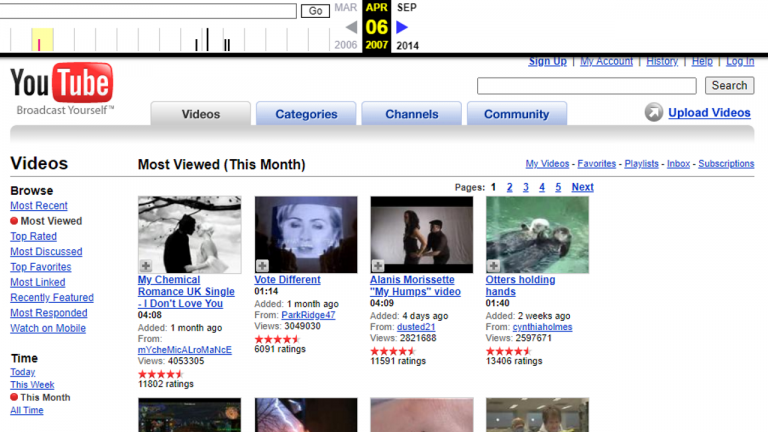 Go MAR APR SEP
06
2006 2007 2014
Sign Up | My Account | History | Help | Log In
YouTube
Broadcast Yourself™
Search
Videos Categories Channels Community Upload Videos
Videos
Most Viewed (This Month)
My Videos - Favorites - Playlists - Inbox - Subscriptions
Pages: 1 2 3 4 5 Next
Browse
Most Recent
Most Viewed
Top Rated
Most Discussed
Top Favorites
Most Linked
Recently Featured
Most Responded
Watch on Mobile
Time
Today
This Week
This Month
All Time
My Chemical
Romance UK Single
- I Don't Love You
04:08
Added: 1 month ago
From:
mYcheMicALroMaNcE
Views: 4053305
11802 ratings
Vote Different
01:14
Added: 1 month ago
From: ParkRidge47
Views: 3049030
6091 ratings
Alanis Morissette
"My Humps" video
04:09
Added: 4 days ago
From: dusted21
Views: 2821688
11591 ratings
Otters holding
hands
01:40
Added: 2 weeks ago
From: cynthiaholmes
Views: 2597671
13406 ratings